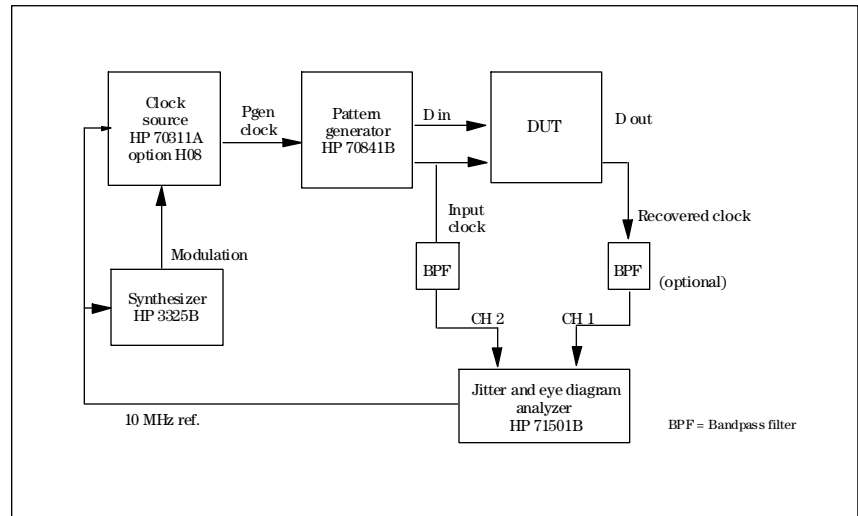 Clock
source
HP 70311A
option H08
Pgen
clock
Pattern
generator
HP 70841B
D in
DUT
D out
Input
clock
Recovered clock
Modulation
BPF
BPF
(optional)
Synthesizer
HP 3325B
CH 2
CH 1
Jitter and eye diagram
analyzer
HP 71501B
10 MHz ref.
BPF = Bandpass filter